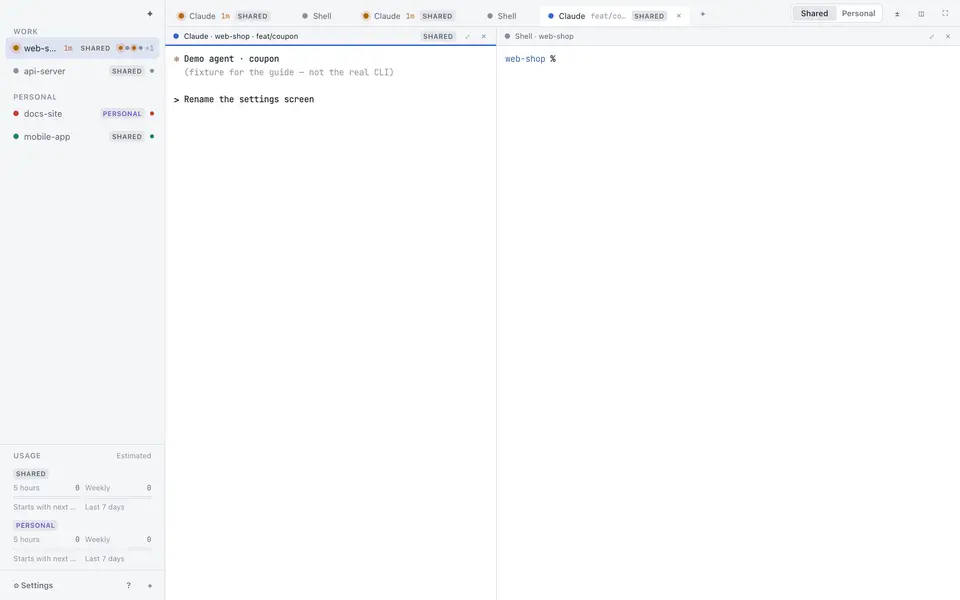 Claude 1m SHARED
Shell
Claude 1m SHARED
Shell
Claude feat/co... SHARED × +
Shared Personal
WORK
web-s... 1m SHARED +1
api-server SHARED
PERSONAL
docs-site PERSONAL
mobile-app SHARED
Claude · web-shop · feat/coupon SHARED
Demo agent · coupon
(fixture for the guide — not the real CLI)
> Rename the settings screen
Shell · web-shop
web-shop %
USAGE Estimated
SHARED
5 hours 0 Weekly 0
Starts with next ... Last 7 days
PERSONAL
5 hours 0 Weekly 0
Starts with next ... Last 7 days
Settings ?